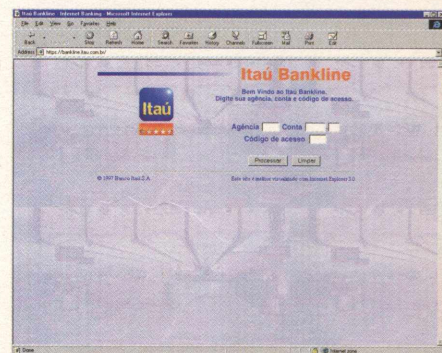 Itaú Bankline - Internet Banking - Microsoft Internet Explorer
File Edit View Go Favorites Help
Back Stop Refresh Home Search Favorites History Channels Fullscreen Mail Print Edit
Address https://bankline.itau.com.br/
Itaú Bankline
Bem Vindo ao Itaú Bankline.
Digite sua agência, conta e código de acesso.
Itaú
Agência Conta
Código de acesso
Processar Limpar
© 1997 Banco Itaú S.A.
Este site é melhor visualizado com Internet Explorer 3.0
Done Internet zone